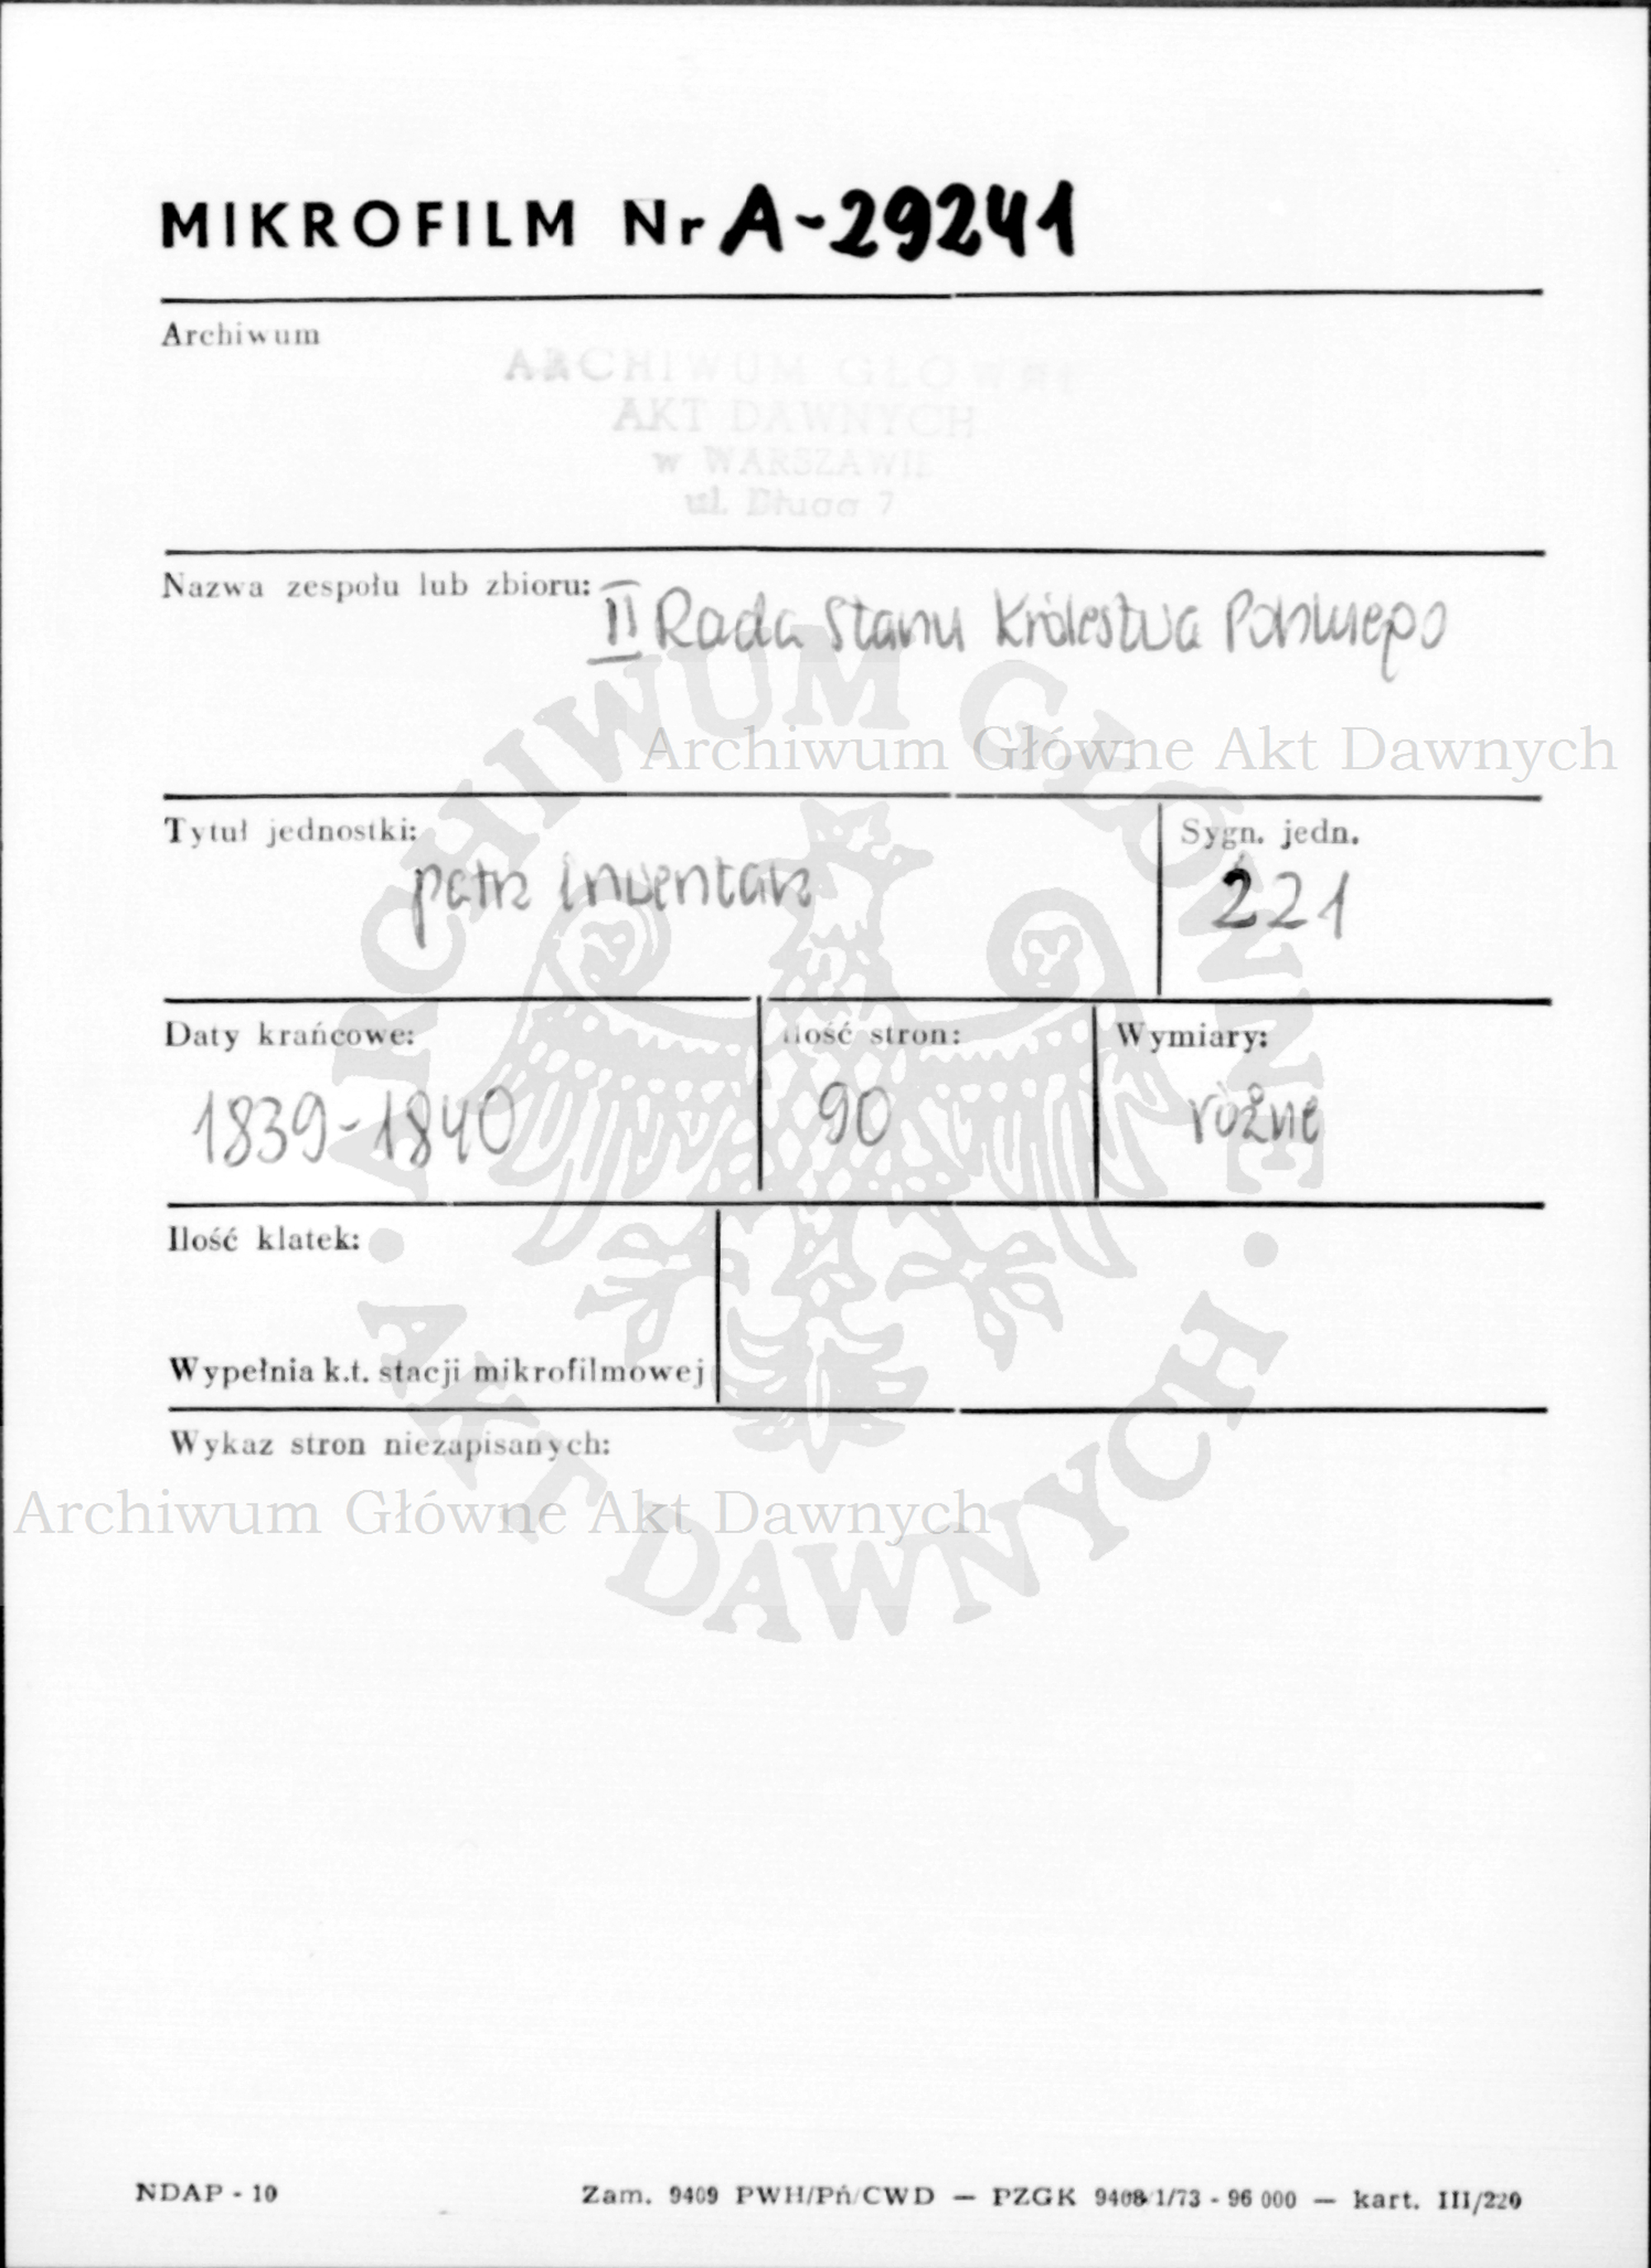 MIKROFILM Nr A-29241
Archiwum
ARCHIWUM GŁÓWNE
AKT DAWNYCH
w WARSZAWIE
ul. Długa 7
Nazwa zespołu lub zbioru: II Rada Stanu Królestwa Polskiego
Archiwum Główne Akt Dawnych
Tytuł jednostki: patrz inwentarz
Sygn. jedn. 221
Daty krańcowe: 1839-1840
Ilość stron: 90
Wymiary: różne
Ilość klatek:
Wypełnia k.t. stacji mikrofilmowej
Wykaz stron niezapisanych:
Archiwum Główne Akt Dawnych
ARCHIWUM GŁÓWNE · AKT DAWNYCH ·
NDAP - 10
Zam. 9409 PWH/Pń/CWD — PZGK 9408/1/73 - 96 000 — kart. III/220